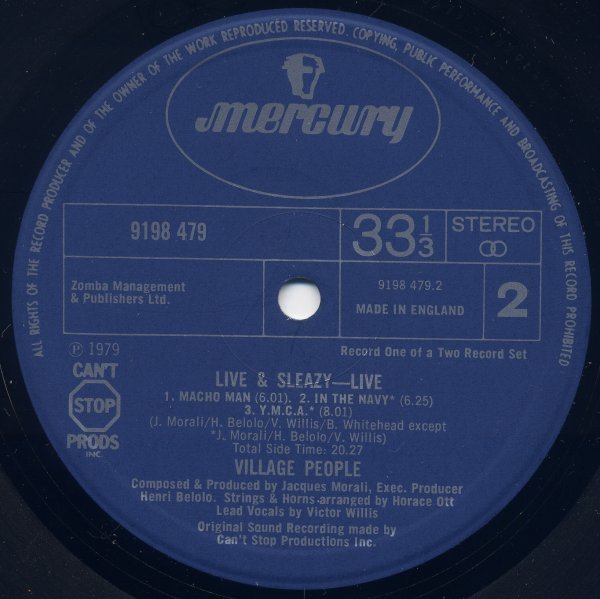 ALL RIGHTS OF THE RECORD PRODUCER AND OF THE OWNER OF THE WORK REPRODUCED RESERVED. COPYING, PUBLIC PERFORMANCE AND BROADCASTING OF THIS RECORD PROHIBITED
mercury
9198 479
33 1/3
STEREO
Zomba Management
& Publishers Ltd.
9198 479.2
MADE IN ENGLAND
2
℗ 1979
Record One of a Two Record Set
CAN'T
STOP
PRODS
INC.
LIVE & SLEAZY—LIVE
1. MACHO MAN (6.01). 2. IN THE NAVY* (6.25)
3. Y.M.C.A.* (8.01)
(J. Morali/H. Belolo/V. Willis/B. Whitehead except
*J. Morali/H. Belolo/V. Willis)
Total Side Time: 20.27
VILLAGE PEOPLE
Composed & Produced by Jacques Morali, Exec. Producer
Henri Belolo. Strings & Horns arranged by Horace Ott
Lead Vocals by Victor Willis
Original Sound Recording made by
Can't Stop Productions Inc.